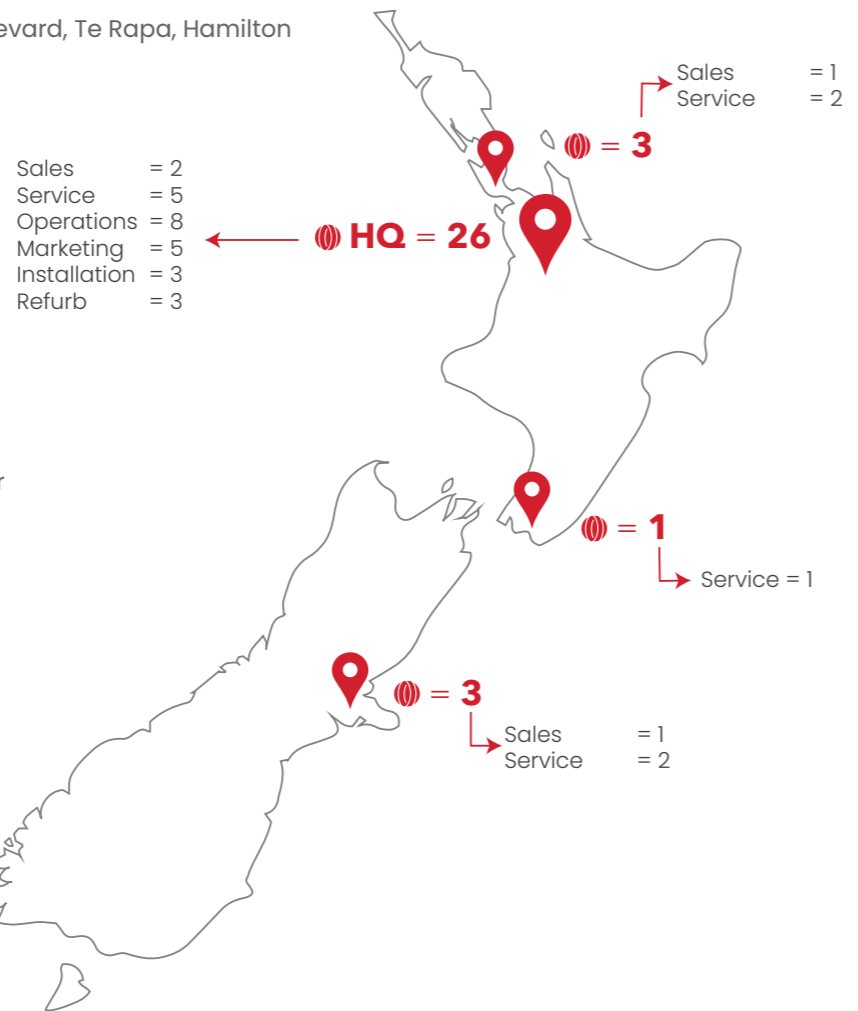 Te Rapa, Hamilton
Sales = 1
Service = 2
= 3
Sales = 2
Service = 5
Operations = 8
Marketing = 5
Installation = 3
Refurb = 3
HQ = 26
= 1
Service = 1
= 3
Sales = 1
Service = 2